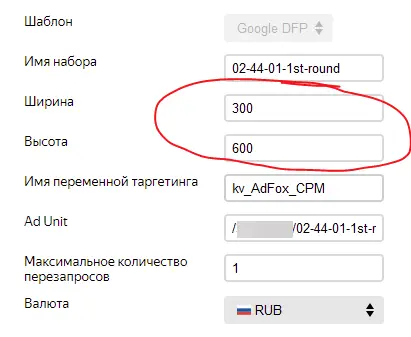 Шаблон Google DFP
Имя набора 02-44-01-1st-round
Ширина 300
Высота 600
Имя переменной таргетинга kv_AdFox_CPM
Ad Unit / /02-44-01-1st-r
Максимальное количество
перезапросов 1
Валюта RUB